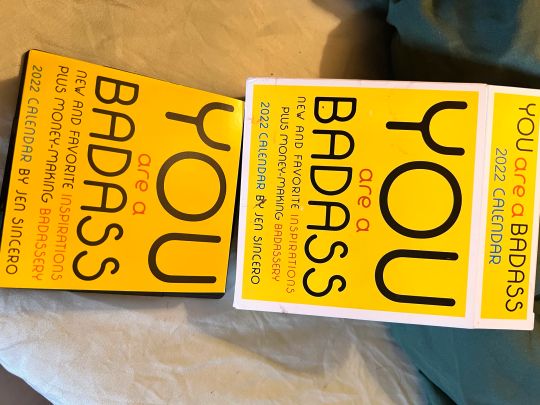 YOU
are a
BADASS
NEW AND FAVORITE INSPIRATIONS
PLUS MONEY-MAKING BADASSERY
2022 CALENDAR BY JEN SINCERO
YOU
are a
BADASS
NEW AND FAVORITE INSPIRATIONS
PLUS MONEY-MAKING BADASSERY
2022 CALENDAR BY JEN SINCERO
YOU are a BADASS
2022 CALENDAR